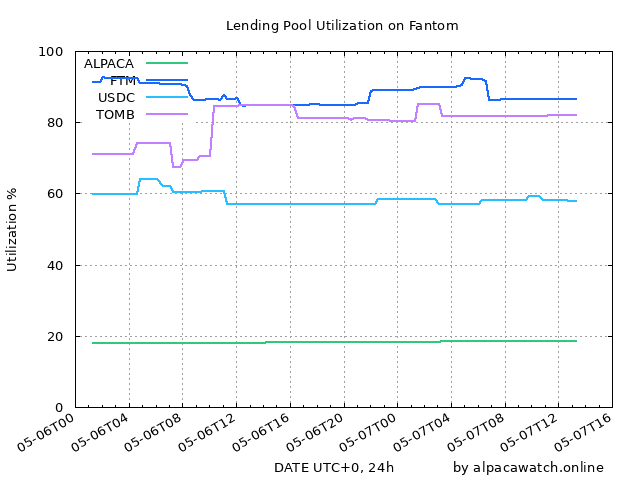 Lending Pool Utilization on Fantom
100
80
60
40
20
0
Utilization %
ALPACA
FTM
USDC
TOMB
05-06T00
05-06T04
05-06T08
05-06T12
05-06T16
05-06T20
05-07T00
05-07T04
05-07T08
05-07T12
05-07T16
DATE UTC+0, 24h
by alpacawatch.online